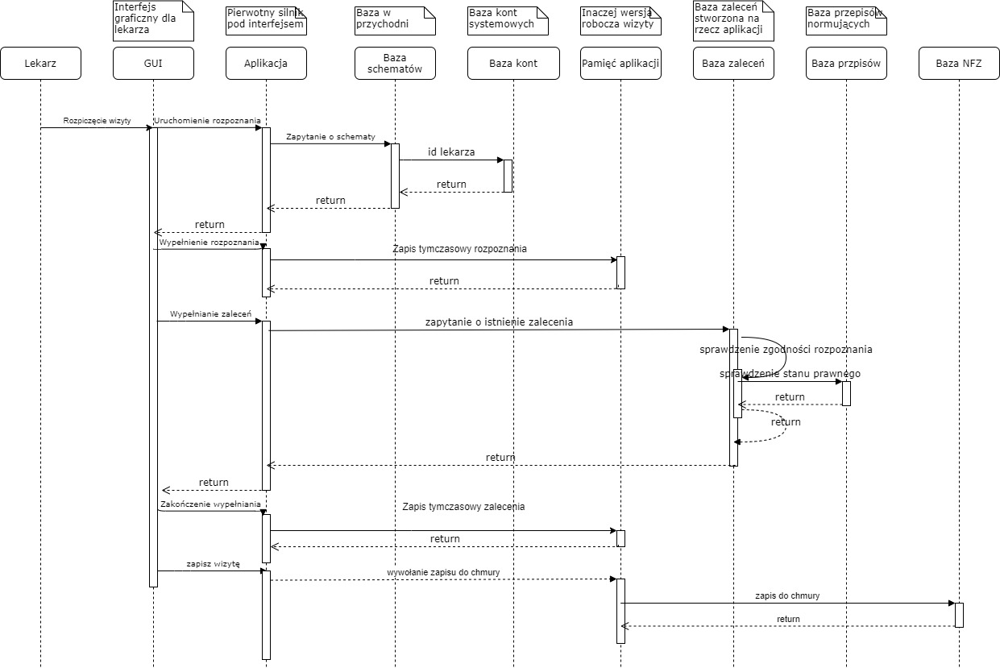 Interfejs
graficzny dla
lekarza
Pierwotny silnik
pod interfejsem
Baza w
przychodni
Baza kont
systemowych
Inaczej wersja
robocza wizyty
Baza zaleceń
stworzona na
rzecz aplikacji
Baza przepisów
normujących
Lekarz
GUI
Aplikacja
Baza
schematów
Baza kont
Pamięć aplikacji
Baza zaleceń
Baza przpisów
Baza NFZ
Rozpiczęcie wizyty
Uruchomienie rozpoznania
Zapytanie o schematy
id lekarza
return
return
return
Wypełnienie rozpoznania
Zapis tymczasowy rozpoznania
return
Wypełnianie zaleceń
zapytanie o istnienie zalecenia
sprawdzenie zgodności rozpoznania
sprawdzenie stanu prawnego
return
return
return
return
Zakończenie wypełniania
Zapis tymczasowy zalecenia
return
zapisz wizytę
wywołanie zapisu do chmury
zapis do chmury
return